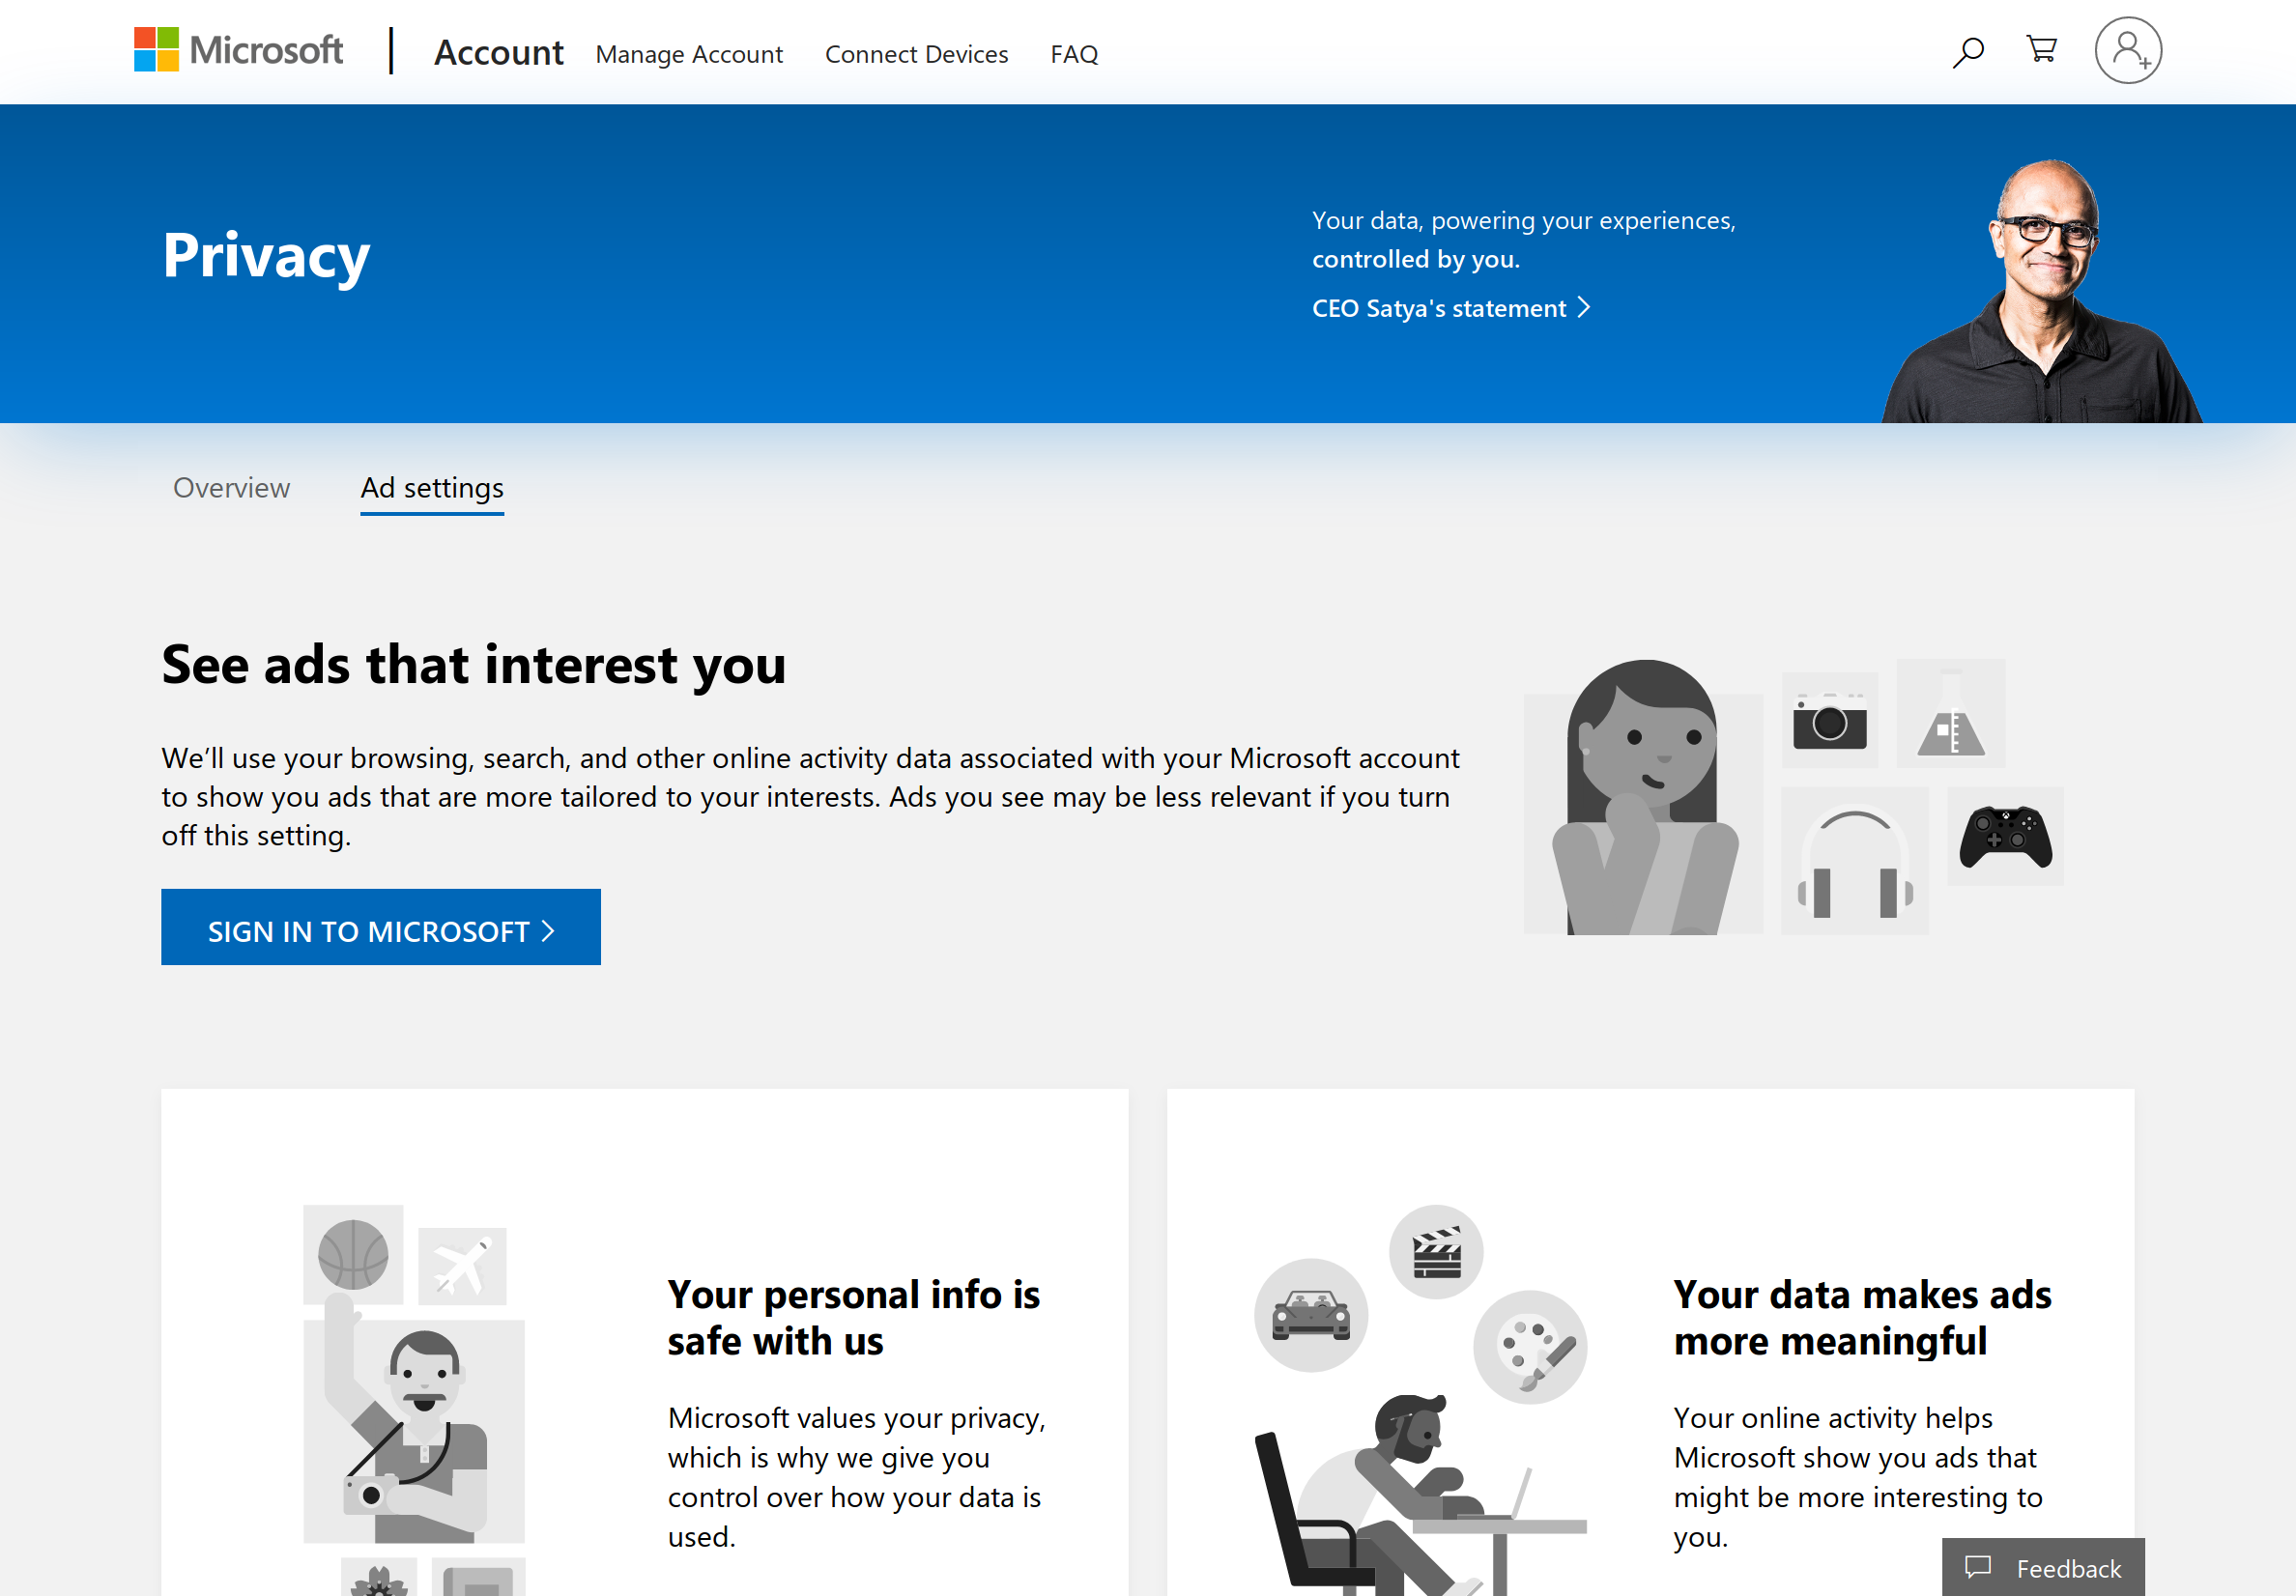 Microsoft
Account
Manage Account
Connect Devices
FAQ
Privacy
Your data, powering your experiences,
controlled by you.
CEO Satya's statement
Overview
Ad settings
See ads that interest you
We’ll use your browsing, search, and other online activity data associated with your Microsoft account
to show you ads that are more tailored to your interests. Ads you see may be less relevant if you turn
off this setting.
SIGN IN TO MICROSOFT
Your personal info is
safe with us
Microsoft values your privacy,
which is why we give you
control over how your data is
used.
Your data makes ads
more meaningful
Your online activity helps
Microsoft show you ads that
might be more interesting to
you.
Feedback